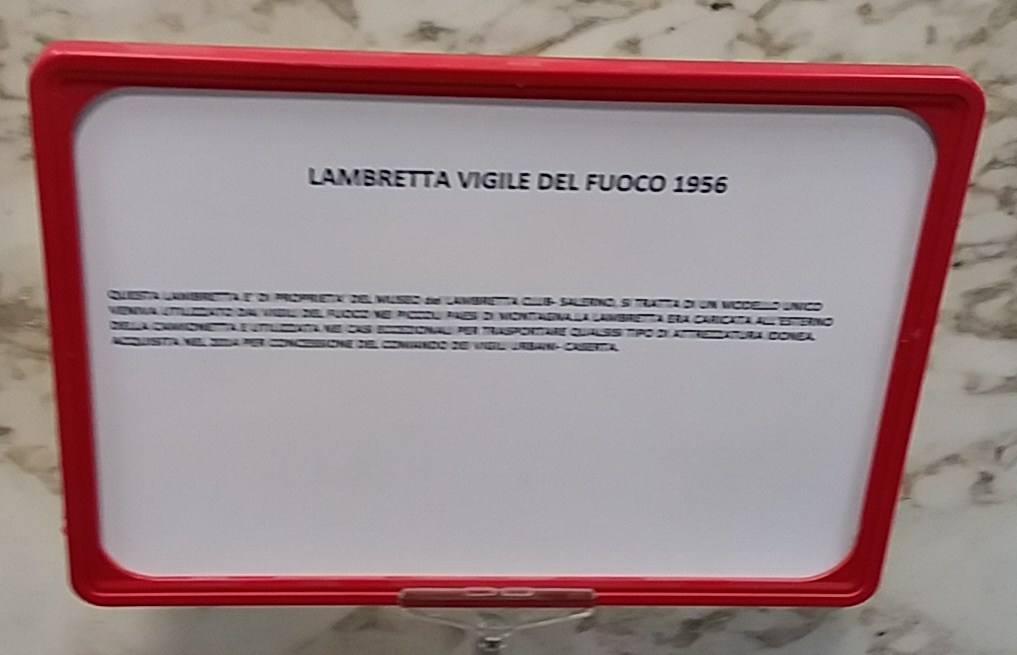 LAMBRETTA VIGILE DEL FUOCO 1956
QUESTA LAMBRETTA E' DI PROPRIETA' DEL MUSEO del LAMBRETTA CLUB- SALERNO, SI TRATTA DI UN MODELLO UNICO
VENIVA UTILIZZATO DAI VIGILI DEL FUOCO NEI PICCOLI PAESI DI MONTAGNA.LA LAMBRETTA ERA CARICATA ALL'ESTERNO
DELLA CAMIONETTA E UTILIZZATA NEI CASI ECCEZIONALI PER TRASPORTARE QUALSISI TIPO DI ATTREZZATURA IDONEA.
ACQUISITA NEL 2014 PER CONCESSIONE DEL COMANDO DEI VIGILI URBANI- CASERTA.